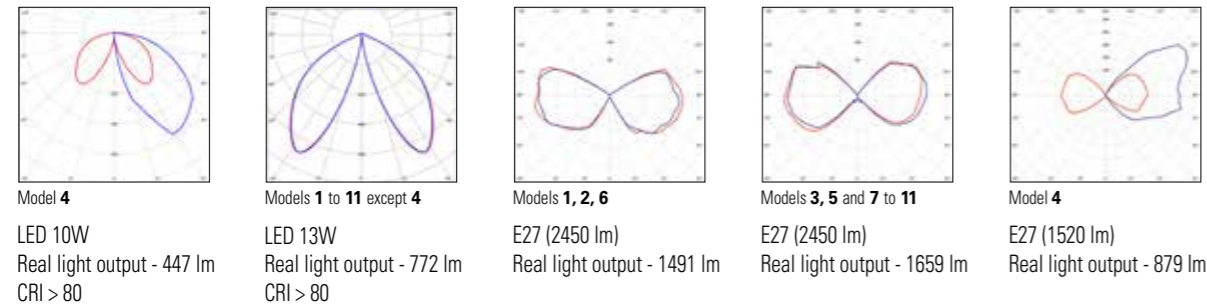 Model 4
LED 10W
Real light output - 447 lm
CRI > 80
Models 1 to 11 except 4
LED 13W
Real light output - 772 lm
CRI > 80
Models 1, 2, 6
E27 (2450 lm)
Real light output - 1491 lm
Models 3, 5 and 7 to 11
E27 (2450 lm)
Real light output - 1659 lm
Model 4
E27 (1520 lm)
Real light output - 879 lm